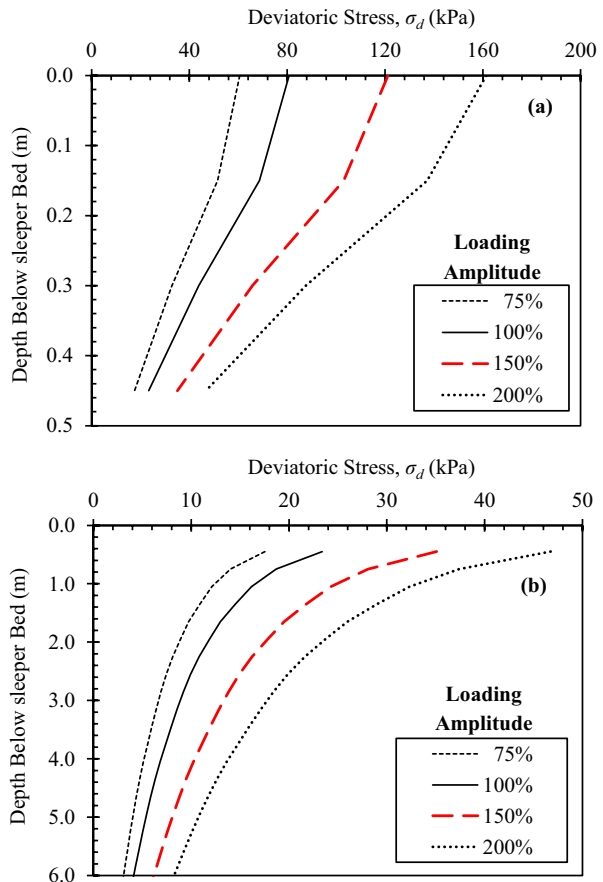 Deviatoric Stress, σd (kPa)
0 40 80 120 160 200
0.0
0.1
0.2
0.3
0.4
0.5
Depth Below sleeper Bed (m)
(a)
Loading
Amplitude
75%
100%
150%
200%
Deviatoric Stress, σd (kPa)
0 10 20 30 40 50
0.0
1.0
2.0
3.0
4.0
5.0
6.0
Depth Below sleeper Bed (m)
(b)
Loading
Amplitude
75%
100%
150%
200%